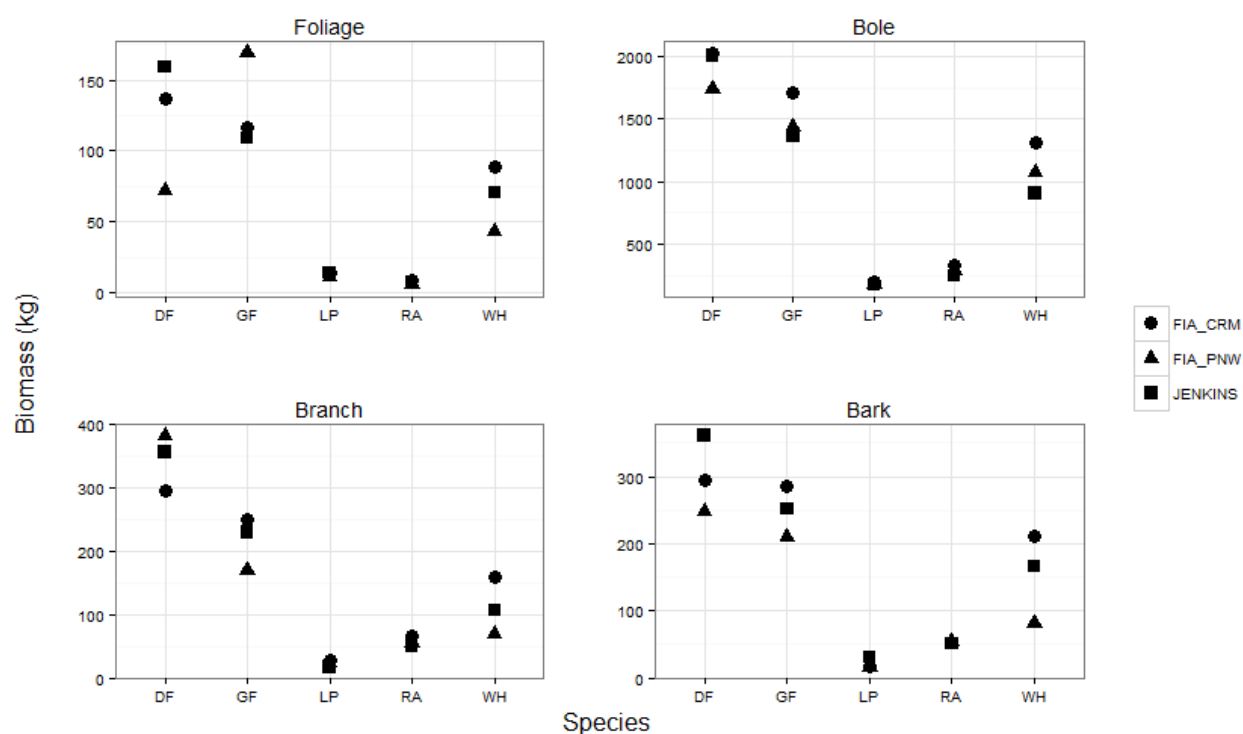 Foliage
Bole
150
100
50
0
2000
1500
1000
500
DF GF LP RA WH
DF GF LP RA WH
Biomass (kg)
FIA_CRM
FIA_PNW
JENKINS
Branch
Bark
400
300
200
100
0
300
200
100
0
DF GF LP RA WH
DF GF LP RA WH
Species